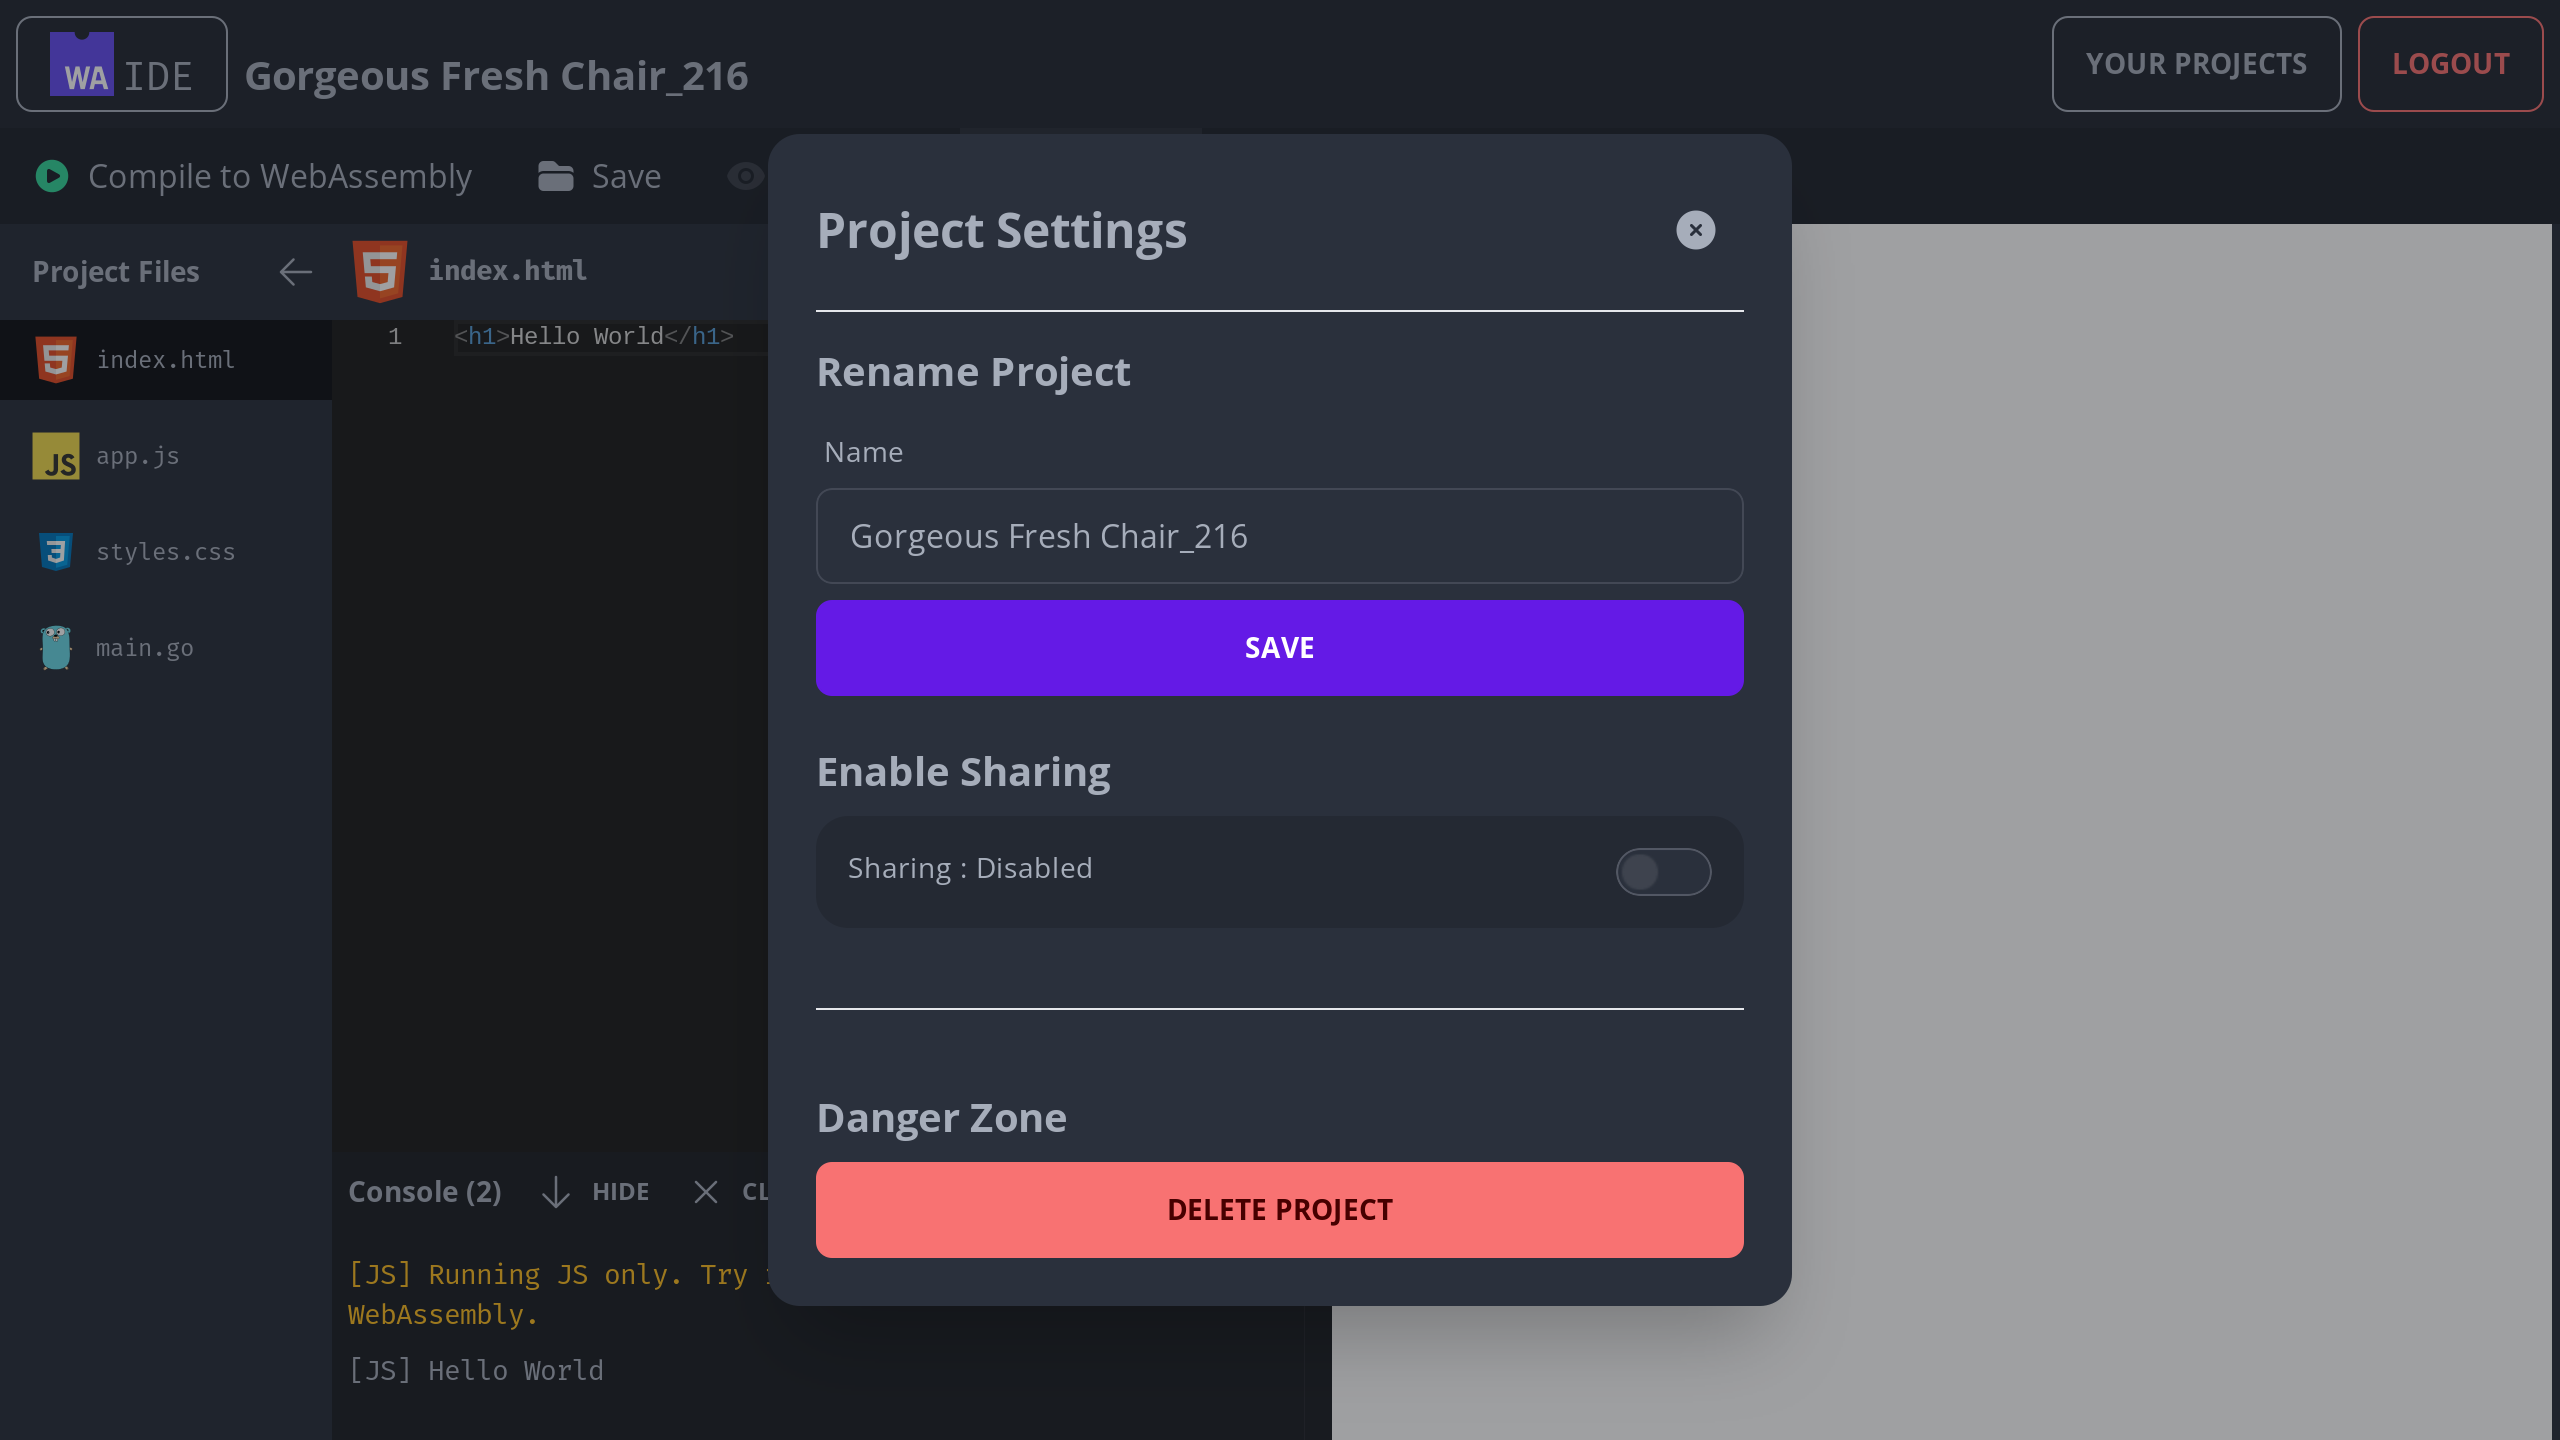 WA IDE
Gorgeous Fresh Chair_216
YOUR PROJECTS
LOGOUT
Compile to WebAssembly
Save
Project Files
index.html
app.js
JS
styles.css
main.go
index.html
1 <h1>Hello World</h1>
Project Settings
Rename Project
Name
Gorgeous Fresh Chair_216
SAVE
Enable Sharing
Sharing : Disabled
Danger Zone
DELETE PROJECT
Console (2)
HIDE
CL
[JS] Running JS only. Try
WebAssembly.
[JS] Hello World